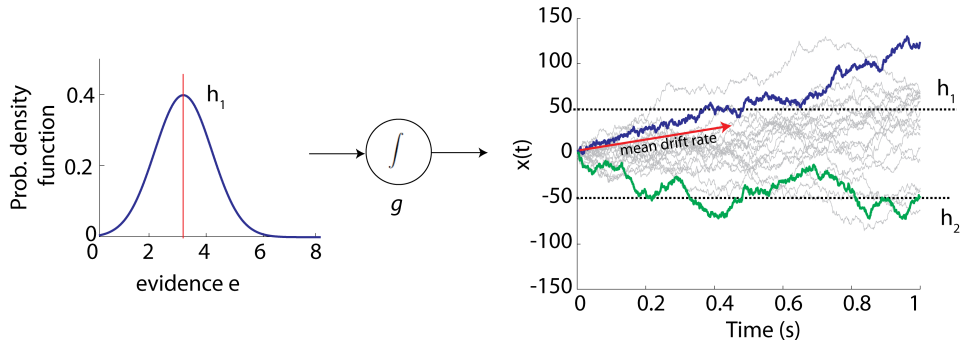 Prob. density
function
0.4
0.2
0
0 2 4 6 8
evidence e
h1
∫
g
x(t)
150
100
50
0
-50
-100
-150
0 0.2 0.4 0.6 0.8 1
Time (s)
mean drift rate
h1
h2